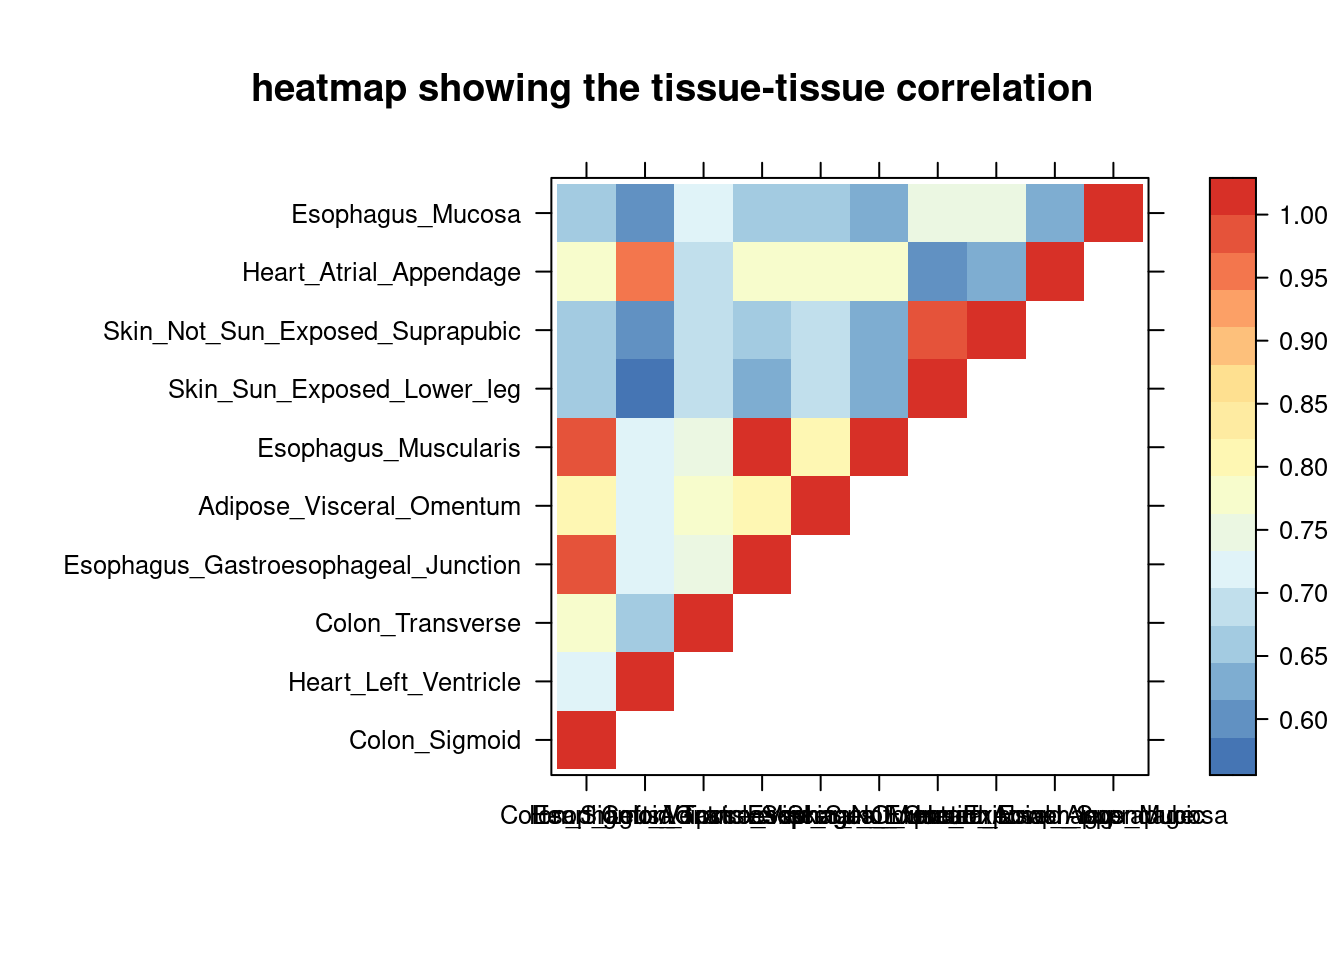 heatmap showing the tissue-tissue correlation
Esophagus_Mucosa
Heart_Atrial_Appendage
Skin_Not_Sun_Exposed_Suprapubic
Skin_Sun_Exposed_Lower_leg
Esophagus_Muscularis
Adipose_Visceral_Omentum
Esophagus_Gastroesophageal_Junction
Colon_Transverse
Heart_Left_Ventricle
Colon_Sigmoid
1.00
0.95
0.90
0.85
0.80
0.75
0.70
0.65
0.60